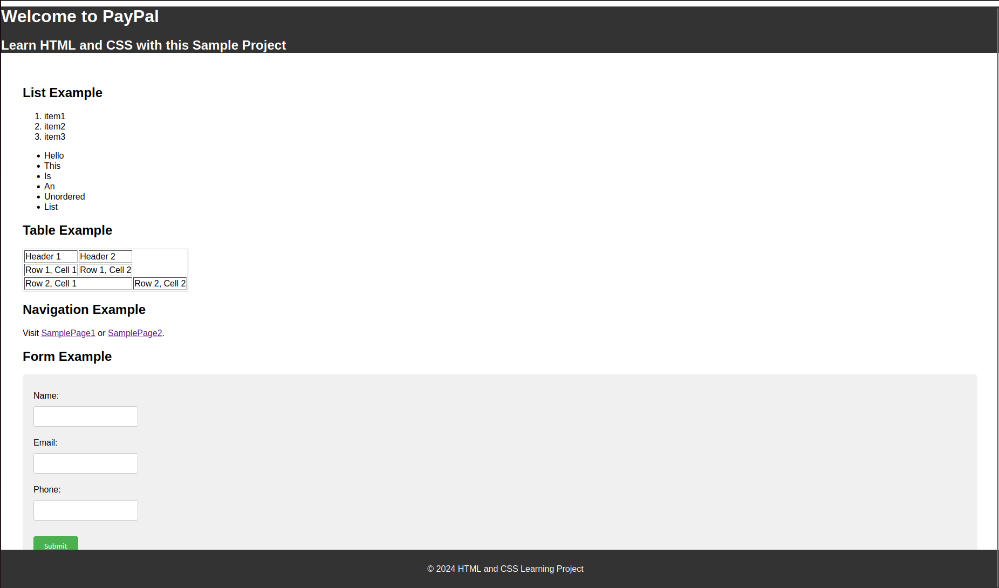 Welcome to PayPal
Learn HTML and CSS with this Sample Project
List Example
1. item1
2. item2
3. item3
• Hello
• This
• Is
• An
• Unordered
• List
Table Example
Header 1 Header 2
Row 1, Cell 1 Row 1, Cell 2
Row 2, Cell 1 Row 2, Cell 2
Navigation Example
Visit SamplePage1 or SamplePage2.
Form Example
Name:
Email:
Phone:
Submit
© 2024 HTML and CSS Learning Project